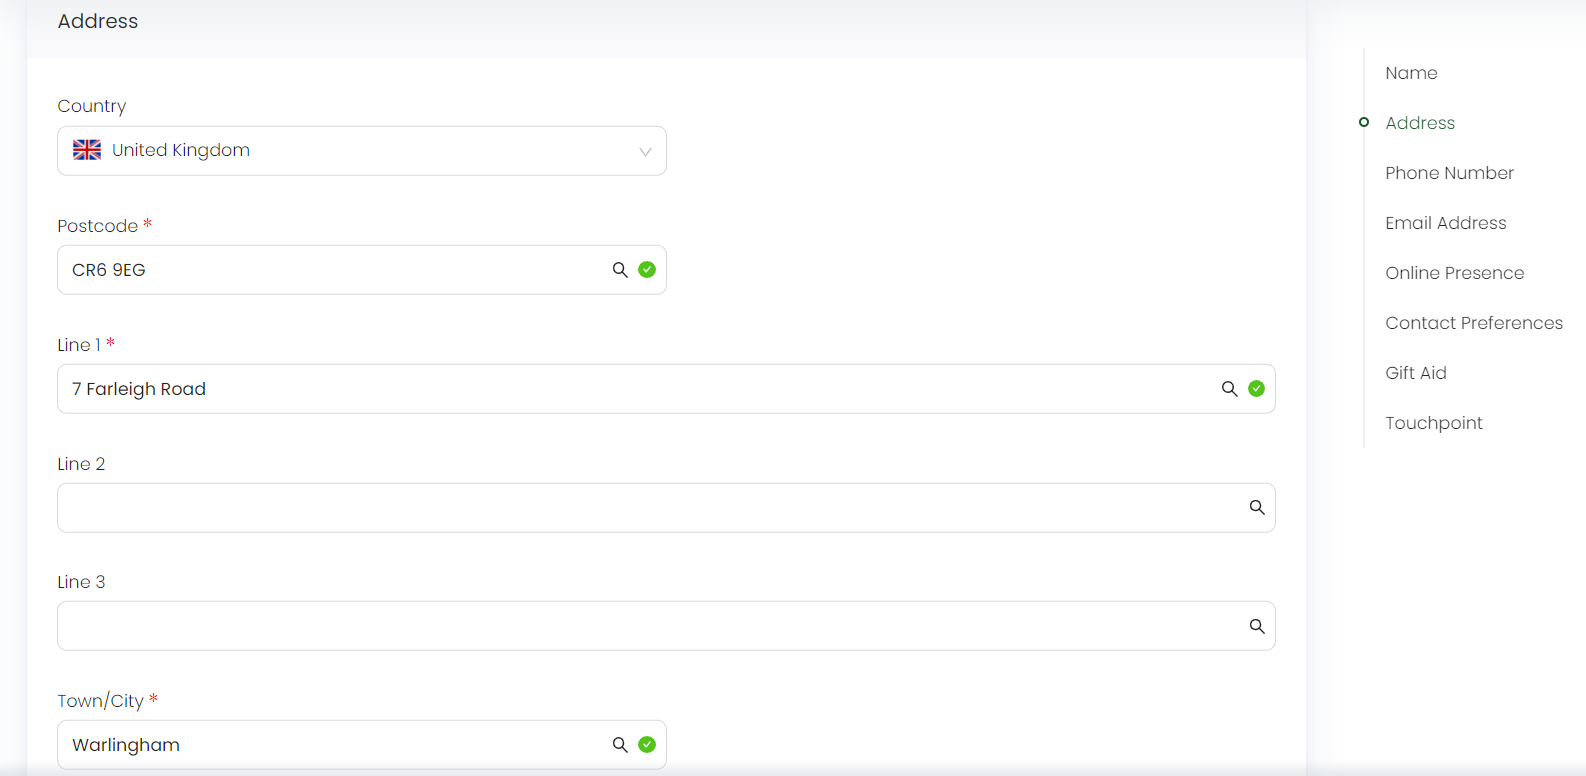 Address
Country
United Kingdom
Postcode *
CR6 9EG
Line 1 *
7 Farleigh Road
Line 2
Line 3
Town/City *
Warlingham
Name
Address
Phone Number
Email Address
Online Presence
Contact Preferences
Gift Aid
Touchpoint